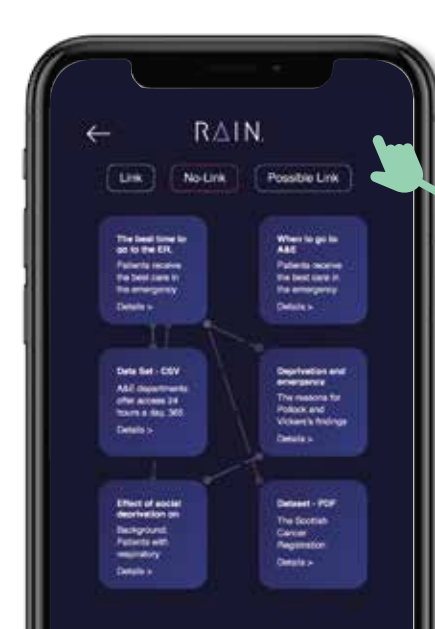 RAIN.
Link
No-Link
Possible Link
The best time to
go to the ER.
Patients receive
the best care in
the emergency
Details >
When to go to
A&E
Patients receive
the best care in
the emergency
Details >
Data Set - CSV
A&E departments
offer access 24
hours a day, 365
Details >
Deprivation and
emergency
The reasons for
Pollock and
Vickers's findings
Details >
Effect of social
deprivation on
Background:
Patients with
respiratory
Details >
Dataset - PDF
The Scottish
Cancer
Registration
Details >